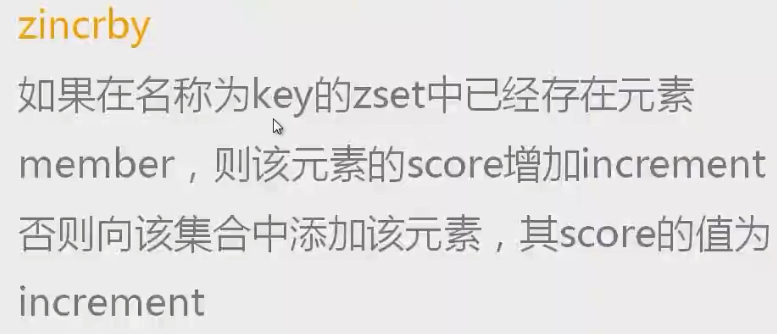 zincrby
如果在名称为key的zset中已经存在元素
member，则该元素的score增加increment
否则向该集合中添加该元素，其score的值为
increment